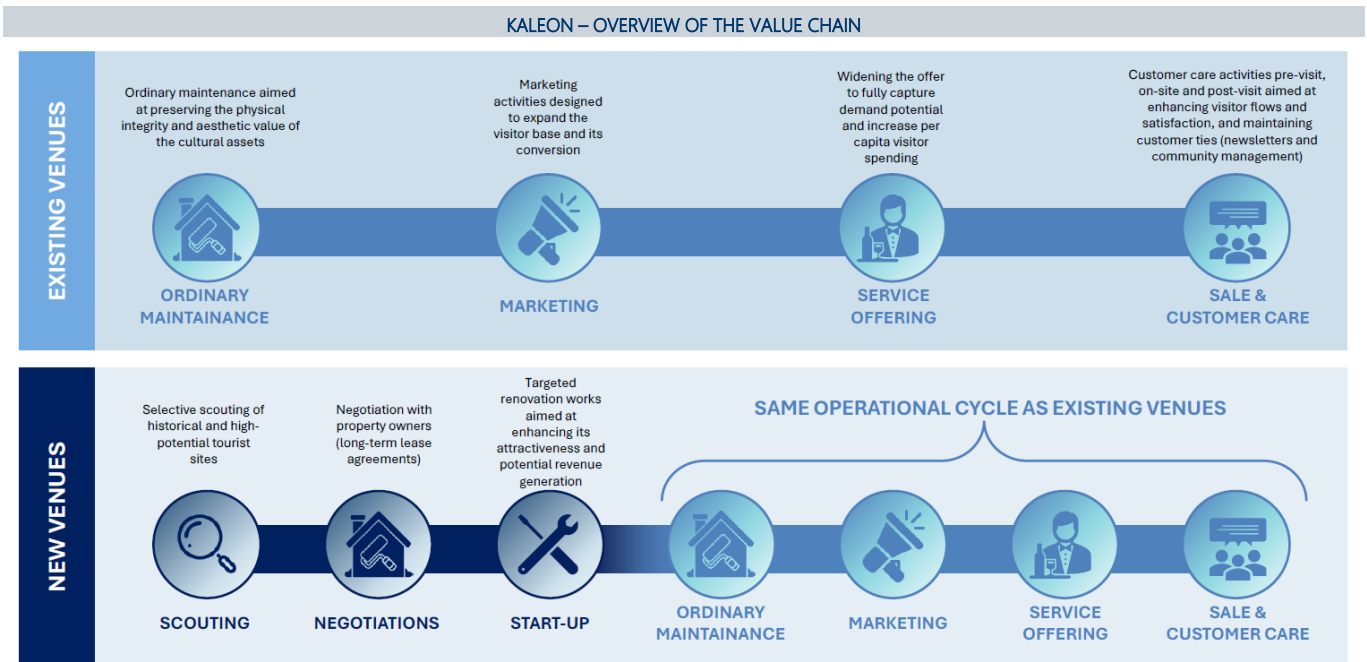 KALEON – OVERVIEW OF THE VALUE CHAIN
EXISTING VENUES
Ordinary maintenance aimed
at preserving the physical
integrity and aesthetic value of
the cultural assets
ORDINARY
MAINTAINANCE
Marketing
activities designed
to expand the
visitor base and its
conversion
MARKETING
Widening the offer
to fully capture
demand potential
and increase per
capita visitor
spending
SERVICE
OFFERING
Customer care activities pre-visit,
on-site and post-visit aimed at
enhancing visitor flows and
satisfaction, and maintaining
customer ties (newsletters and
community management)
SALE &
CUSTOMER CARE
NEW VENUES
Selective scouting of
historical and high-
potential tourist
sites
SCOUTING
Negotiation with
property owners
(long-term lease
agreements)
NEGOTIATIONS
Targeted
renovation works
aimed at
enhancing its
attractiveness and
potential revenue
generation
START-UP
SAME OPERATIONAL CYCLE AS EXISTING VENUES
ORDINARY
MAINTAINANCE
MARKETING
SERVICE
OFFERING
SALE &
CUSTOMER CARE